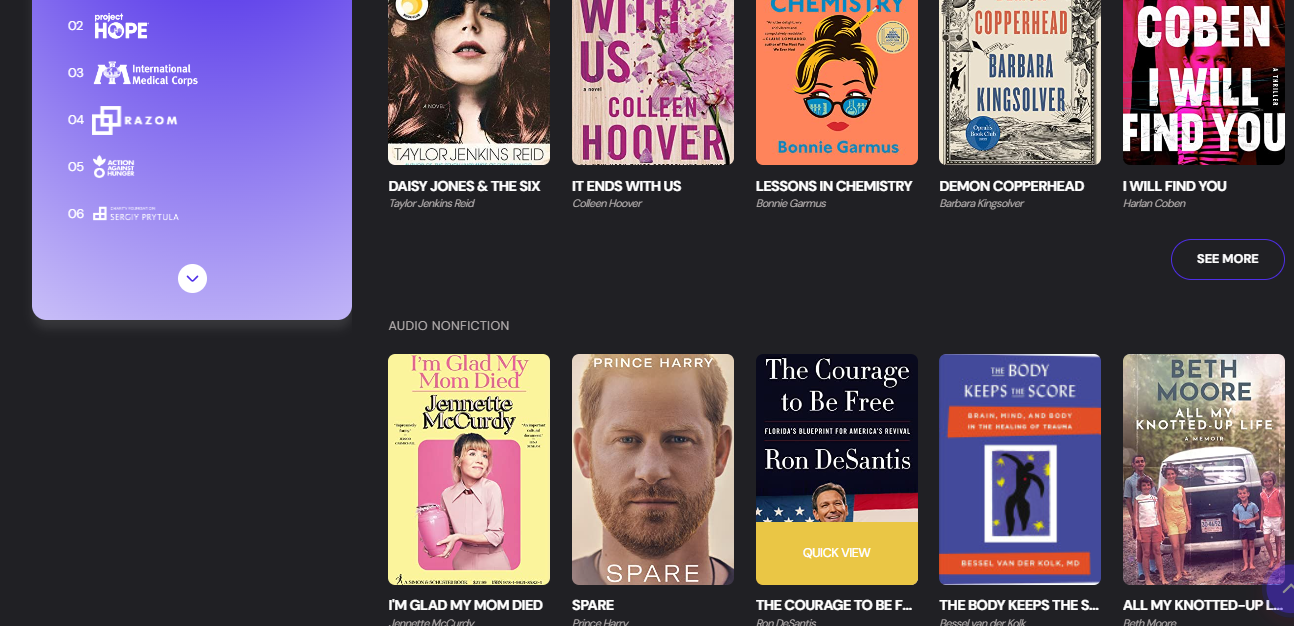 02 project HOPE
03 International Medical Corps
04 RAZOM
05 ACTION AGAINST HUNGER
06 SERGIY PRYTULA
A NOVEL
TAYLOR JENKINS REID
WITH
US
a novel
COLLEEN
HOOVER
CHEMISTRY
Bonnie Garmus
DEMON
COPPERHEAD
BARBARA
KINGSOLVER
Oprah's
Book Club
COBEN
I WILL
FIND YOU
A THRILLER
DAISY JONES & THE SIX
Taylor Jenkins Reid
IT ENDS WITH US
Colleen Hoover
LESSONS IN CHEMISTRY
Bonnie Garmus
DEMON COPPERHEAD
Barbara Kingsolver
I WILL FIND YOU
Harlan Coben
SEE MORE
AUDIO NONFICTION
I'm Glad My
Mom Died
Jennette
McCurdy
A SIMON & SCHUSTER BOOK
PRINCE HARRY
SPARE
The Courage
to Be Free
FLORIDA'S BLUEPRINT FOR AMERICA'S REVIVAL
Ron DeSantis
QUICK VIEW
THE BODY
KEEPS THE SCORE
BRAIN, MIND, AND BODY
IN THE HEALING OF TRAUMA
BESSEL VAN DER KOLK, MD
BETH
MOORE
ALL MY
KNOTTED-UP LIFE
A MEMOIR
I'M GLAD MY MOM DIED
Jennette McCurdy
SPARE
Prince Harry
THE COURAGE TO BE F...
Ron DeSantis
THE BODY KEEPS THE S...
Bessel van der Kolk
ALL MY KNOTTED-UP L...
Beth Moore